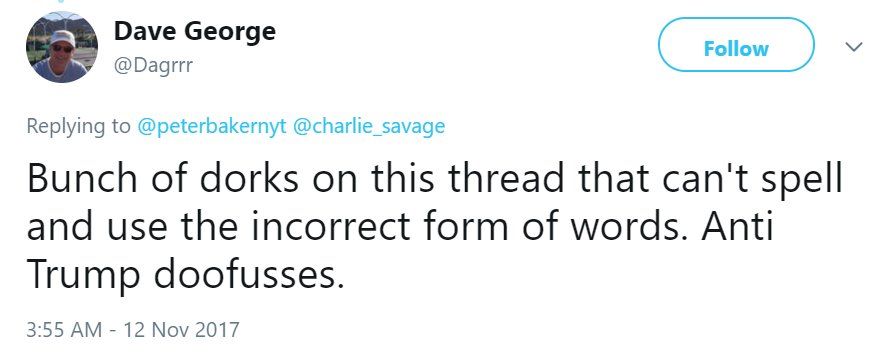 Dave George
@Dagrrr
Follow
Replying to @peterbakernyt @charlie_savage
Bunch of dorks on this thread that can't spell
and use the incorrect form of words. Anti
Trump doofusses.
3:55 AM - 12 Nov 2017